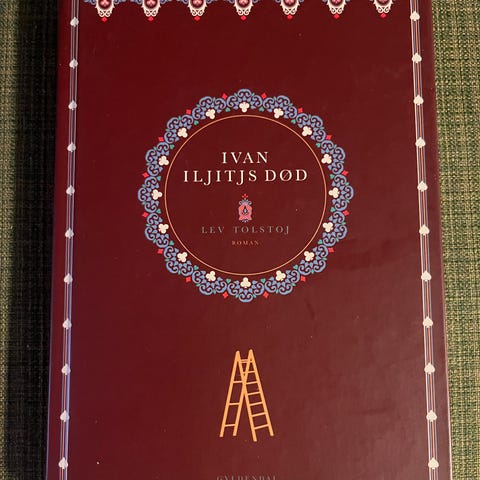 IVAN
ILJITJS DØD
LEV TOLSTOJ
ROMAN
GYLDENDAL